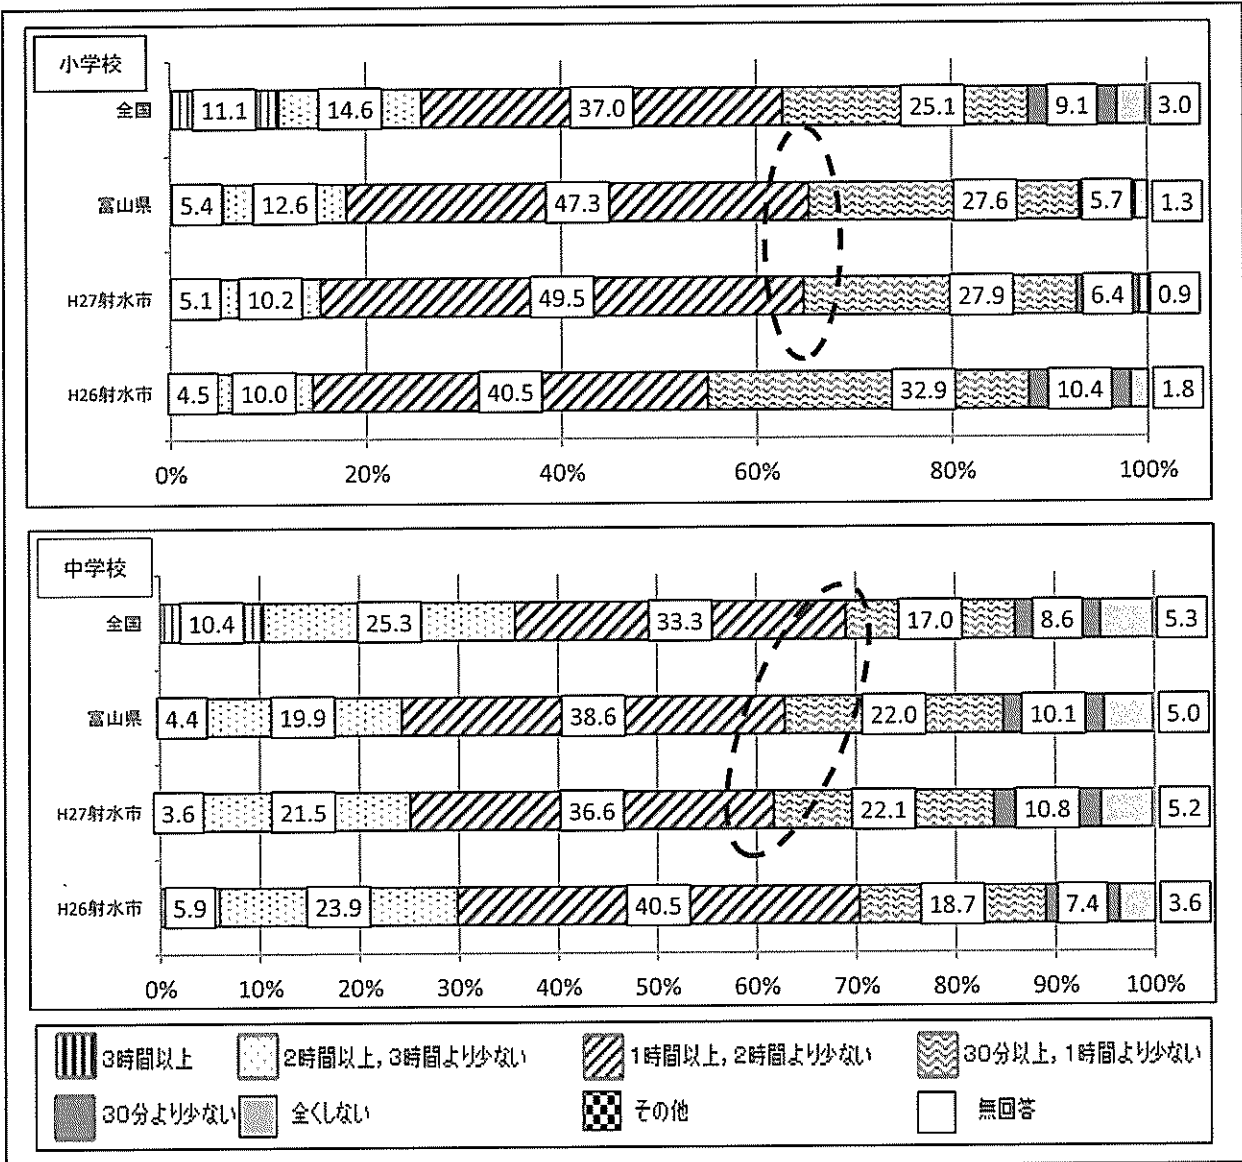 小学校
全国 11.1 14.6 37.0 25.1 9.1 3.0
富山県 5.4 12.6 47.3 27.6 5.7 1.3
H27射水市 5.1 10.2 49.5 27.9 6.4 0.9
H26射水市 4.5 10.0 40.5 32.9 10.4 1.8
0% 20% 40% 60% 80% 100%
中学校
全国 10.4 25.3 33.3 17.0 8.6 5.3
富山県 4.4 19.9 38.6 22.0 10.1 5.0
H27射水市 3.6 21.5 36.6 22.1 10.8 5.2
H26射水市 5.9 23.9 40.5 18.7 7.4 3.6
0% 10% 20% 30% 40% 50% 60% 70% 80% 90% 100%
3時間以上 2時間以上，3時間より少ない 1時間以上，2時間より少ない 30分以上，1時間より少ない
30分より少ない 全くしない その他 無回答